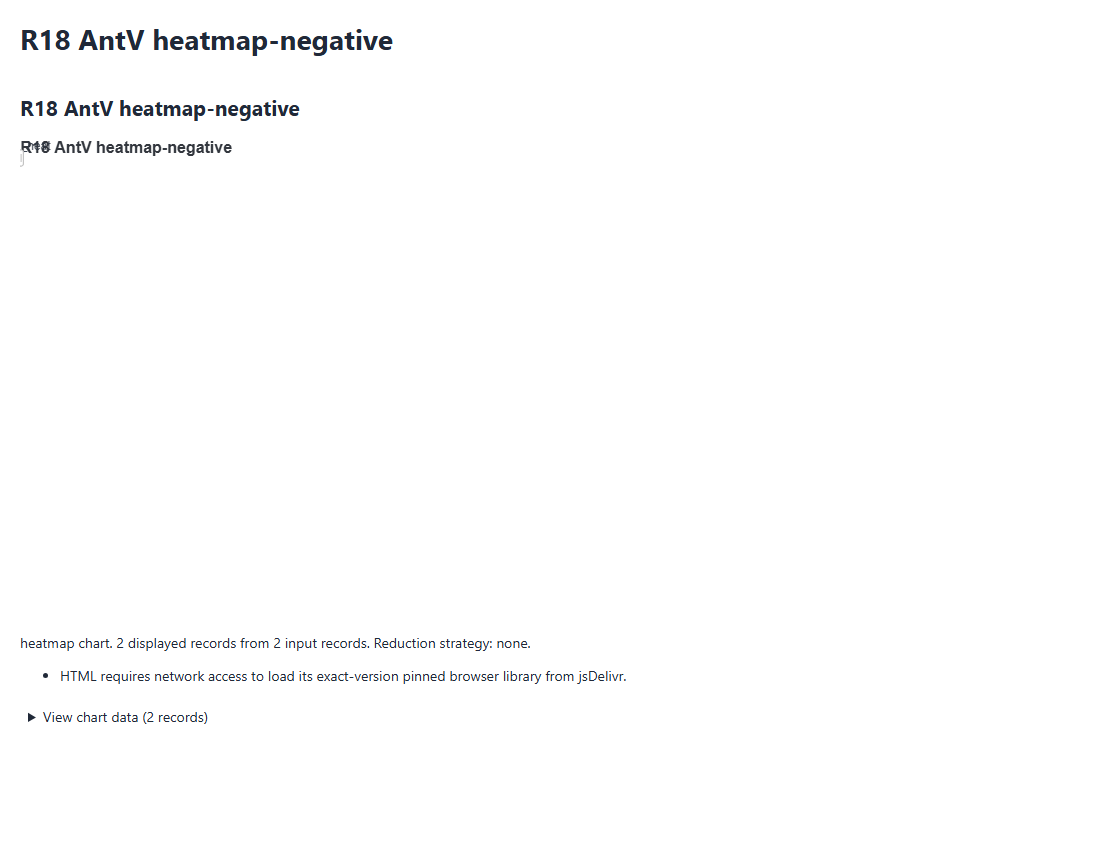 R18 AntV heatmap-negative
R18 AntV heatmap-negative
R18 AntV heatmap-negative
heatmap chart. 2 displayed records from 2 input records. Reduction strategy: none.
HTML requires network access to load its exact-version pinned browser library from jsDelivr.
View chart data (2 records)